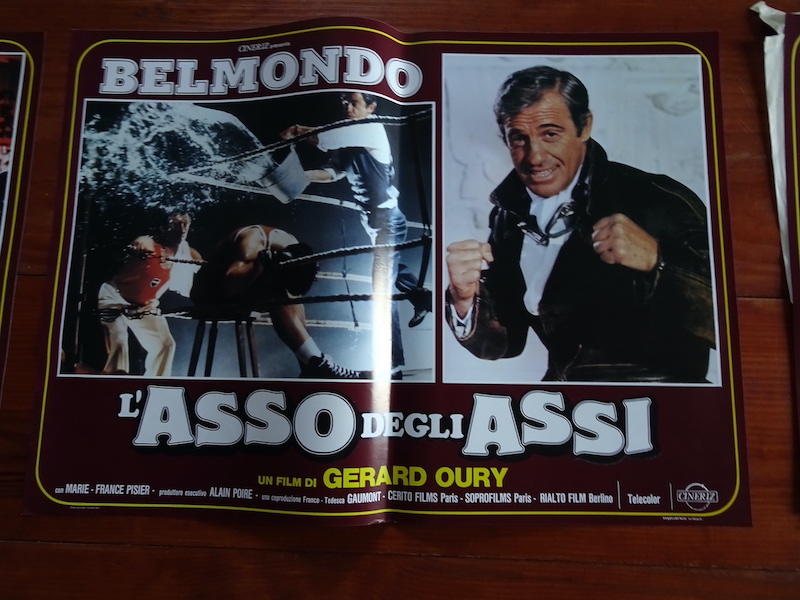 CINERIZ presenta
BELMONDO
L'ASSO DEGLI ASSI
UN FILM DI GERARD OURY
con MARIE - FRANCE PISIER - produttore esecutivo ALAIN POIRE - una coproduzione Franco - Tedesca GAUMONT - CERITO FILMS Paris - SOPROFILMS Paris - RIALTO FILM Berlino Telecolor CINERIZ